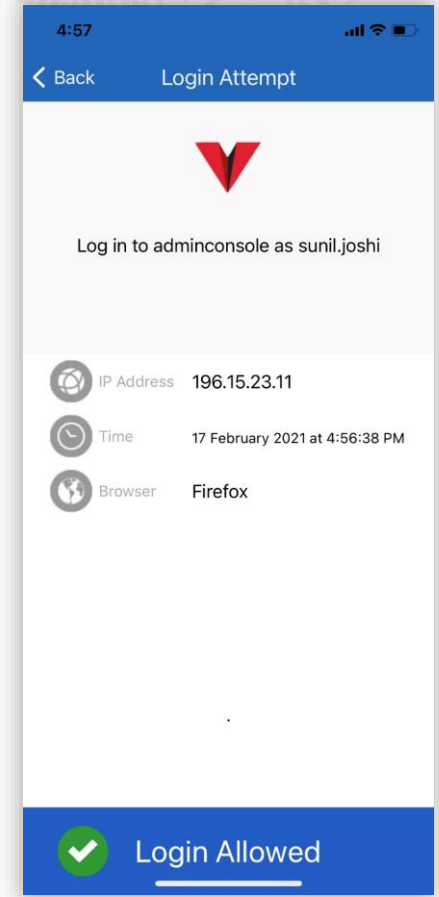 4:57
Back Login Attempt
Log in to adminconsole as sunil.joshi
IP Address 196.15.23.11
Time 17 February 2021 at 4:56:38 PM
Browser Firefox
.
Login Allowed